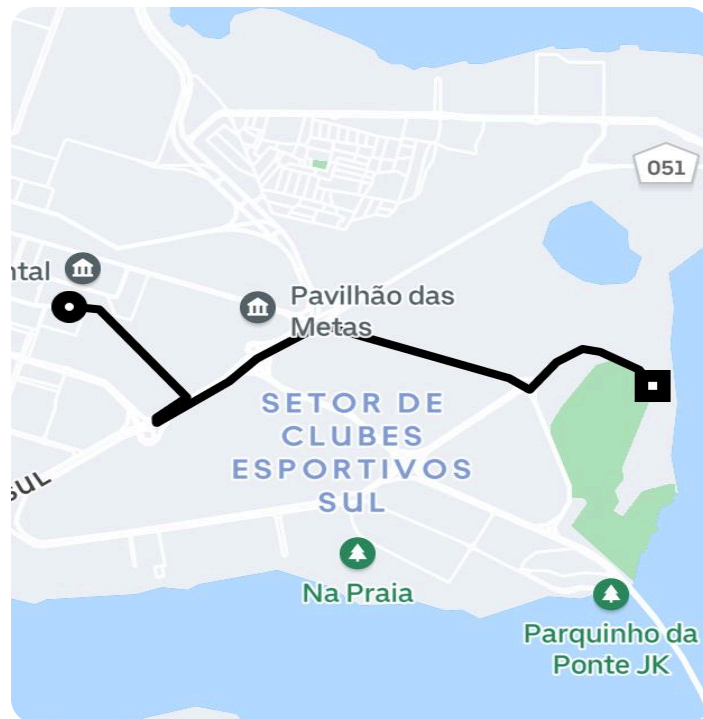 051
ntal
Pavilhão das
Metas
SETOR DE
CLUBES
ESPORTIVOS
SUL
SUL
Na Praia
Parquinho da
Ponte JK